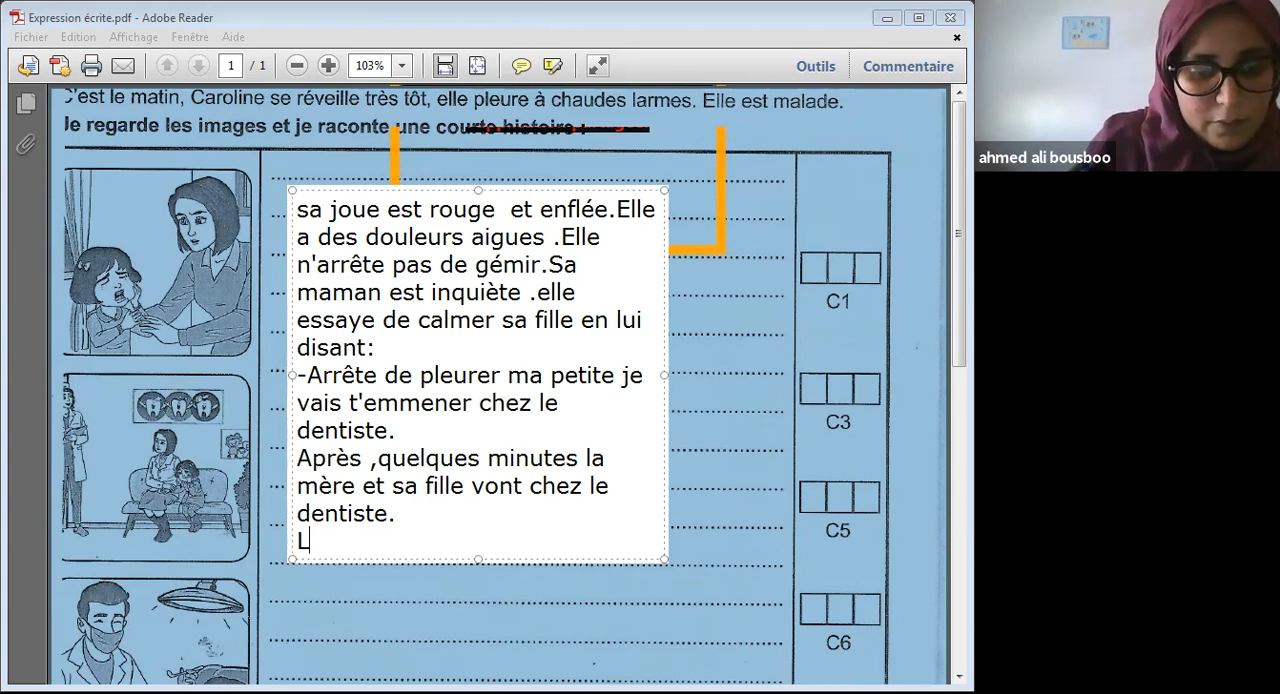 Expression écrite.pdf - Adobe Reader
Fichier Edition Affichage Fenêtre Aide
1 / 1 103% Outils Commentaire
C'est le matin, Caroline se réveille très tôt, elle pleure à chaudes larmes. Elle est malade.
Je regarde les images et je raconte une courte histoire :
sa joue est rouge et enflée.Elle
a des douleurs aigues .Elle
n'arrête pas de gémir.Sa
maman est inquiète .elle
essaye de calmer sa fille en lui
disant:
-Arrête de pleurer ma petite je
vais t'emmener chez le
dentiste.
Après ,quelques minutes la
mère et sa fille vont chez le
dentiste.
L
C1
C3
C5
C6
ahmed ali bousboo